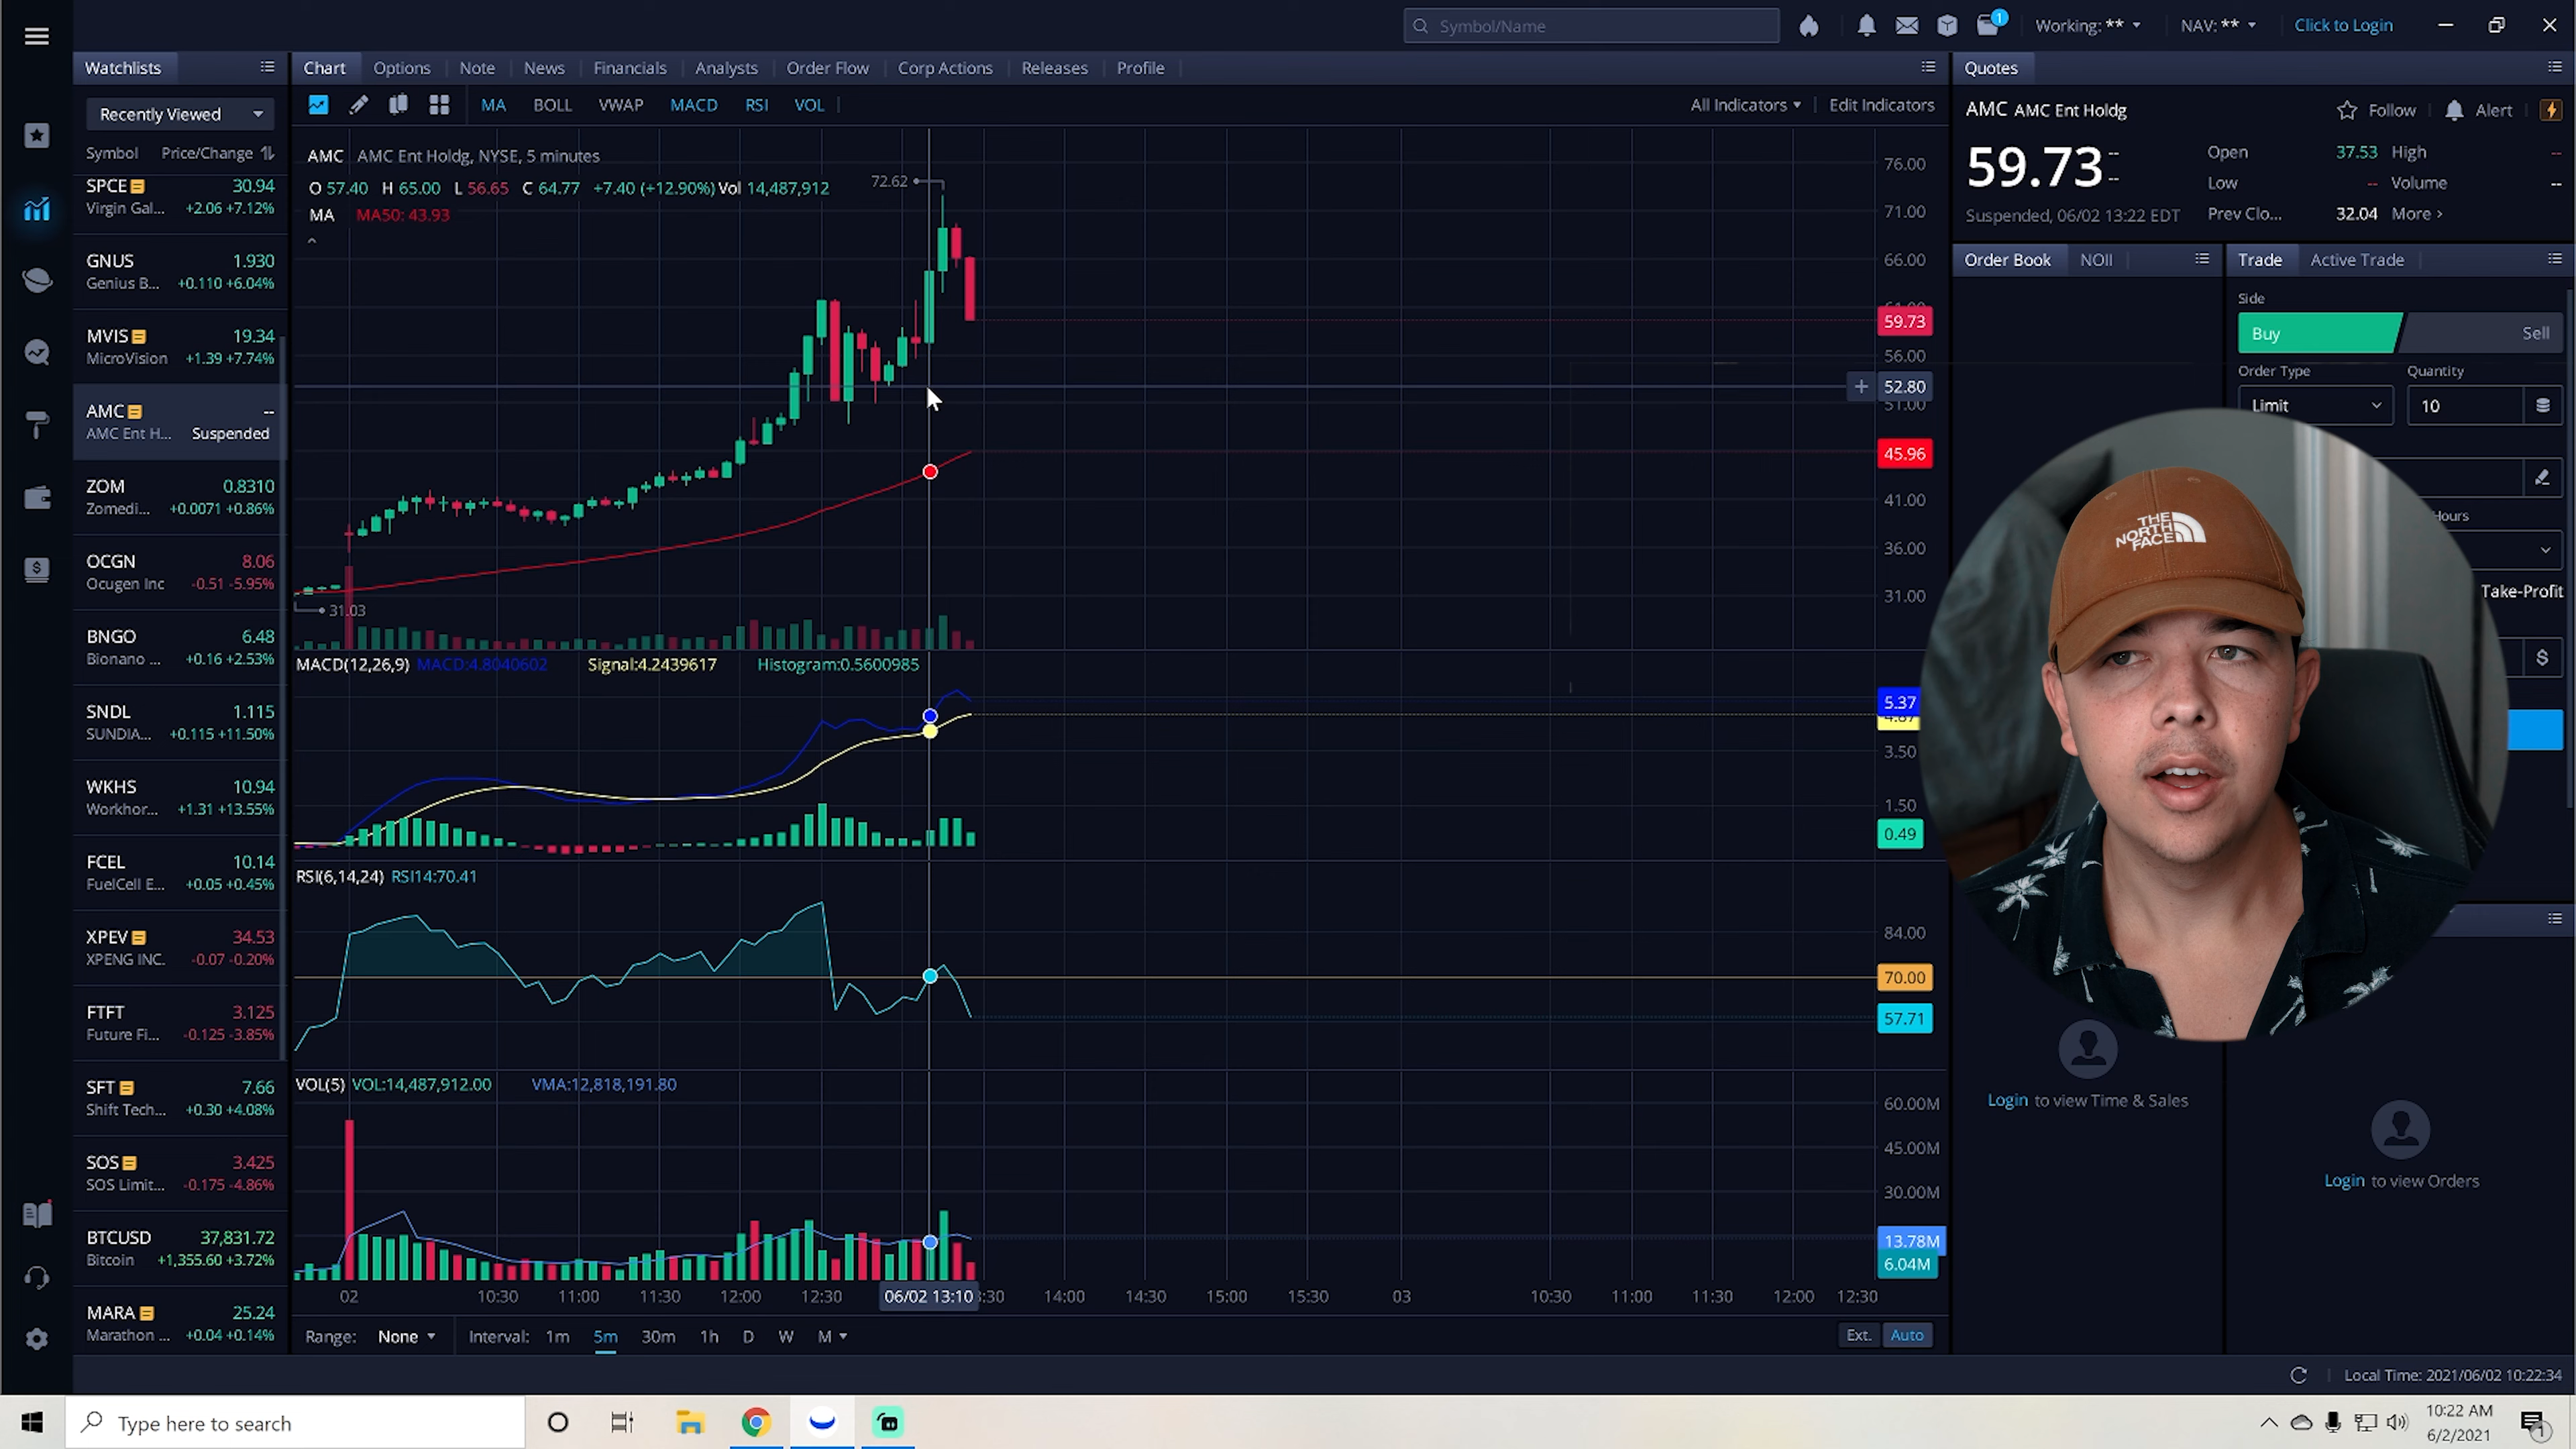 Symbol/Name
1
Working: **
NAV: **
Click to Login
Watchlists
Chart Options Note News Financials Analysts Order Flow Corp Actions Releases Profile
Quotes
Recently Viewed
MA BOLL VWAP MACD RSI VOL
All Indicators
Edit Indicators
AMC AMC Ent Holdg
Follow
Alert
Symbol Price/Change
SPCE 30.94
Virgin Gal... +2.06 +7.12%
GNUS 1.930
Genius B... +0.110 +6.04%
MVIS 19.34
MicroVision +1.39 +7.74%
AMC --
AMC Ent H... Suspended
ZOM 0.8310
Zomedi... +0.0071 +0.86%
OCGN 8.06
Ocugen Inc -0.51 -5.95%
BNGO 6.48
Bionano ... +0.16 +2.53%
SNDL 1.115
SUNDIA... +0.115 +11.50%
WKHS 10.94
Workhor... +1.31 +13.55%
FCEL 10.14
FuelCell E... +0.05 +0.45%
XPEV 34.53
XPENG INC. -0.07 -0.20%
FTFT 3.125
Future Fi... -0.125 -3.85%
SFT 7.66
Shift Tech... +0.30 +4.08%
SOS 3.425
SOS Limit... -0.175 -4.86%
BTCUSD 37,831.72
Bitcoin +1,355.60 +3.72%
MARA 25.24
Marathon ... +0.04 +0.14%
AMC AMC Ent Holdg, NYSE, 5 minutes
O 57.40 H 65.00 L 56.65 C 64.77 +7.40 (+12.90%) Vol 14,487,912
MA MA50: 43.93
72.62
31.03
76.00
71.00
66.00
61.00
59.73
56.00
52.80
51.00
45.96
41.00
36.00
31.00
MACD(12,26,9) MACD:4.8040602 Signal:4.2439617 Histogram:0.5600985
5.37
4.87
3.50
1.50
0.49
RSI(6,14,24) RSI14:70.41
84.00
70.00
57.71
VOL(5) VOL:14,487,912.00 VMA:12,818,191.80
60.00M
45.00M
30.00M
13.78M
6.04M
02 10:30 11:00 11:30 12:00 12:30 06/02 13:10 :30 14:00 14:30 15:00 15:30 03 10:30 11:00 11:30 12:00 12:30
Range: None Interval: 1m 5m 30m 1h D W M
Ext. Auto
59.73 -- --
Open 37.53 High --
Low -- Volume --
Suspended, 06/02 13:22 EDT
Prev Clo... 32.04 More >
Order Book NOII
Trade Active Trade
Side
Buy Sell
Order Type Quantity
Limit 10
Hours
Take-Profit
$
THE
NORTH
FACE
Login to view Time & Sales
Login to view Orders
Local Time: 2021/06/02 10:22:34
Type here to search
10:22 AM
6/2/2021
1